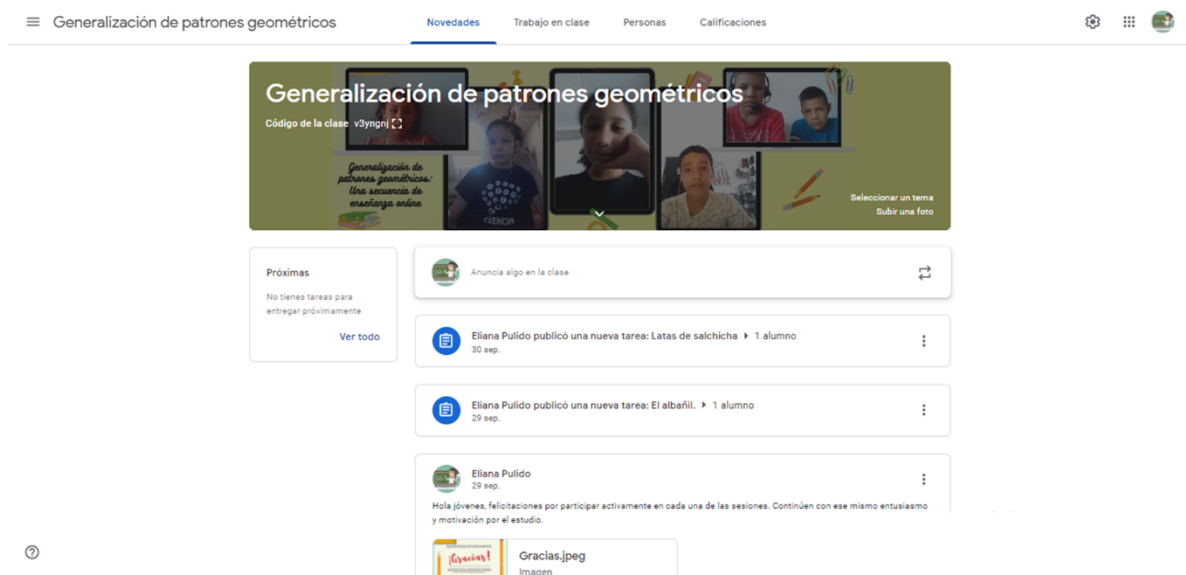 Generalización de patrones geométricos
Novedades
Trabajo en clase
Personas
Calificaciones
Generalización de patrones geométricos
Código de la clase v3yngnj
Generalización de
patrones geométricos:
Una secuencia de
enseñanza online
CIENCIA
Seleccionar un tema
Subir una foto
Próximas
No tienes tareas para
entregar próximamente
Ver todo
Anuncia algo en la clase
Eliana Pulido publicó una nueva tarea: Latas de salchicha 1 alumno
30 sep.
Eliana Pulido publicó una nueva tarea: El albañil. 1 alumno
29 sep.
Eliana Pulido
29 sep.
Hola jóvenes, felicitaciones por participar activamente en cada una de las sesiones. Continúen con ese mismo entusiasmo
y motivación por el estudio.
¡Gracias!
Gracias.jpeg
Imagen